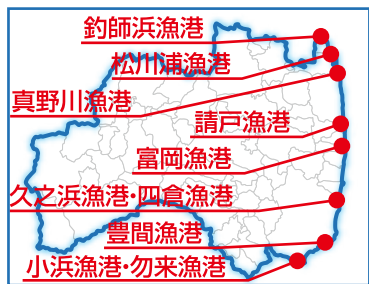 釣師浜漁港
松川浦漁港
真野川漁港
請戸漁港
富岡漁港
久之浜漁港・四倉漁港
豊間漁港
小浜漁港・勿来漁港